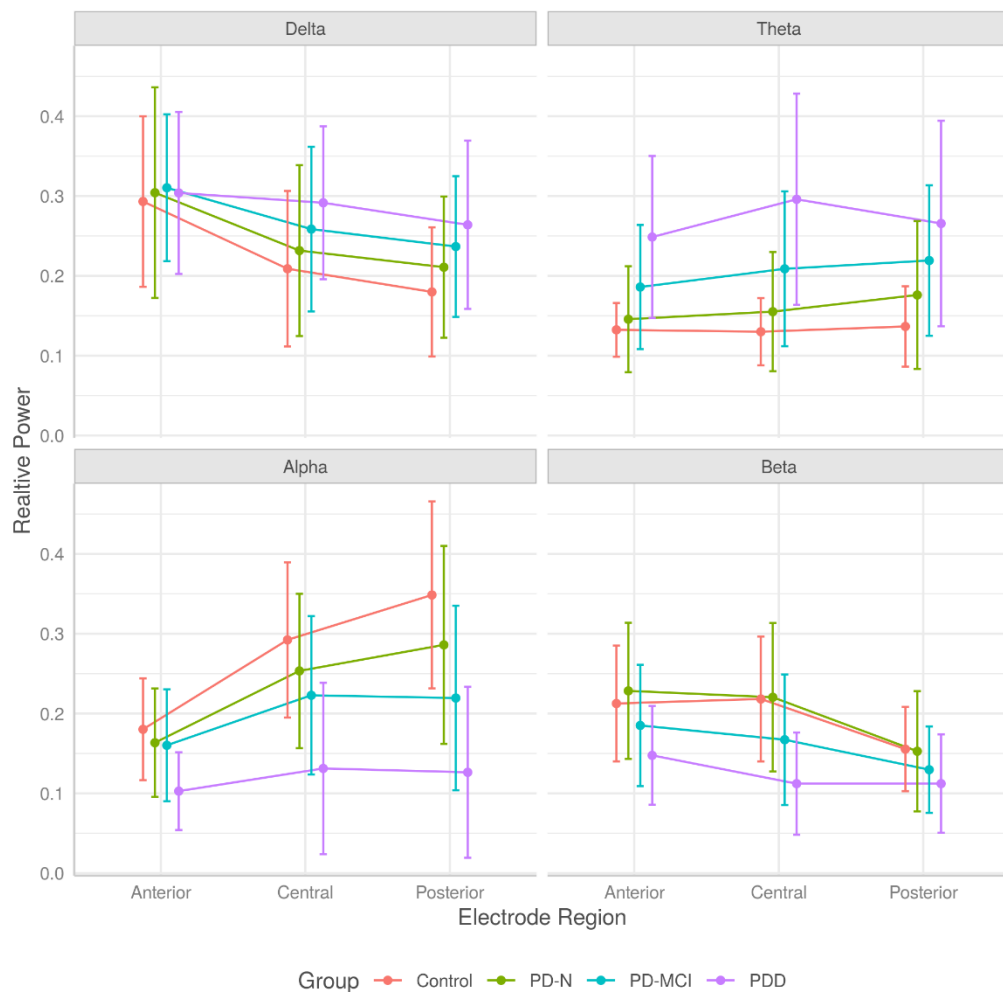 Delta Theta
0.4
0.3
0.2
0.1
0.0
Realtive Power
Alpha Beta
0.4
0.3
0.2
0.1
0.0
Anterior Central Posterior Anterior Central Posterior
Electrode Region
Group Control PD-N PD-MCI PDD